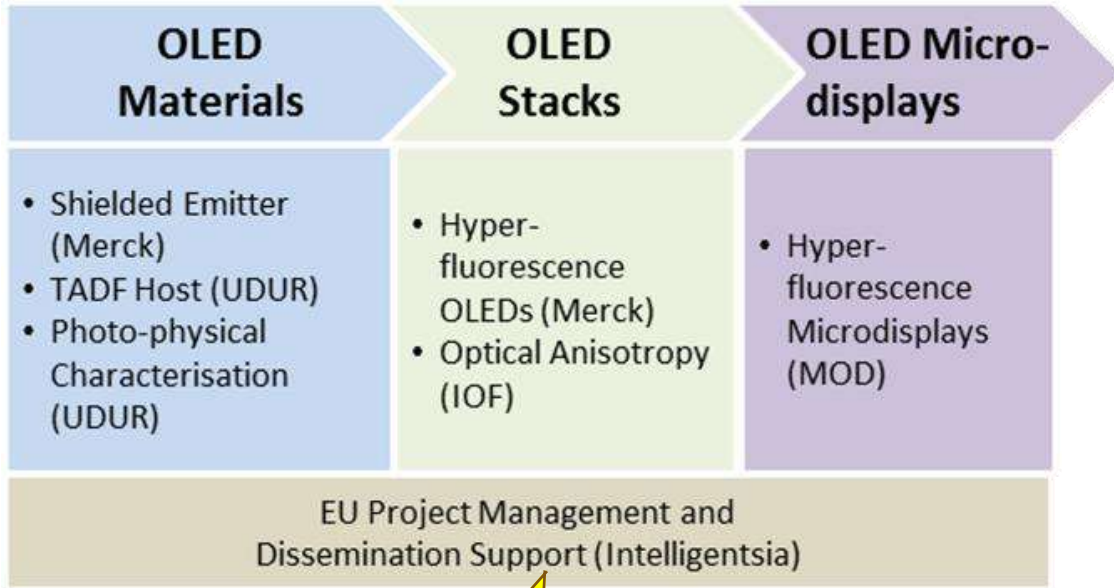 OLED
Materials
OLED
Stacks
OLED Micro-
displays
• Shielded Emitter
(Merck)
• TADF Host (UDUR)
• Photo-physical
Characterisation
(UDUR)
• Hyper-
fluorescence
OLEDs (Merck)
• Optical Anisotropy
(IOF)
• Hyper-
fluorescence
Microdisplays
(MOD)
EU Project Management and
Dissemination Support (Intelligentsia)